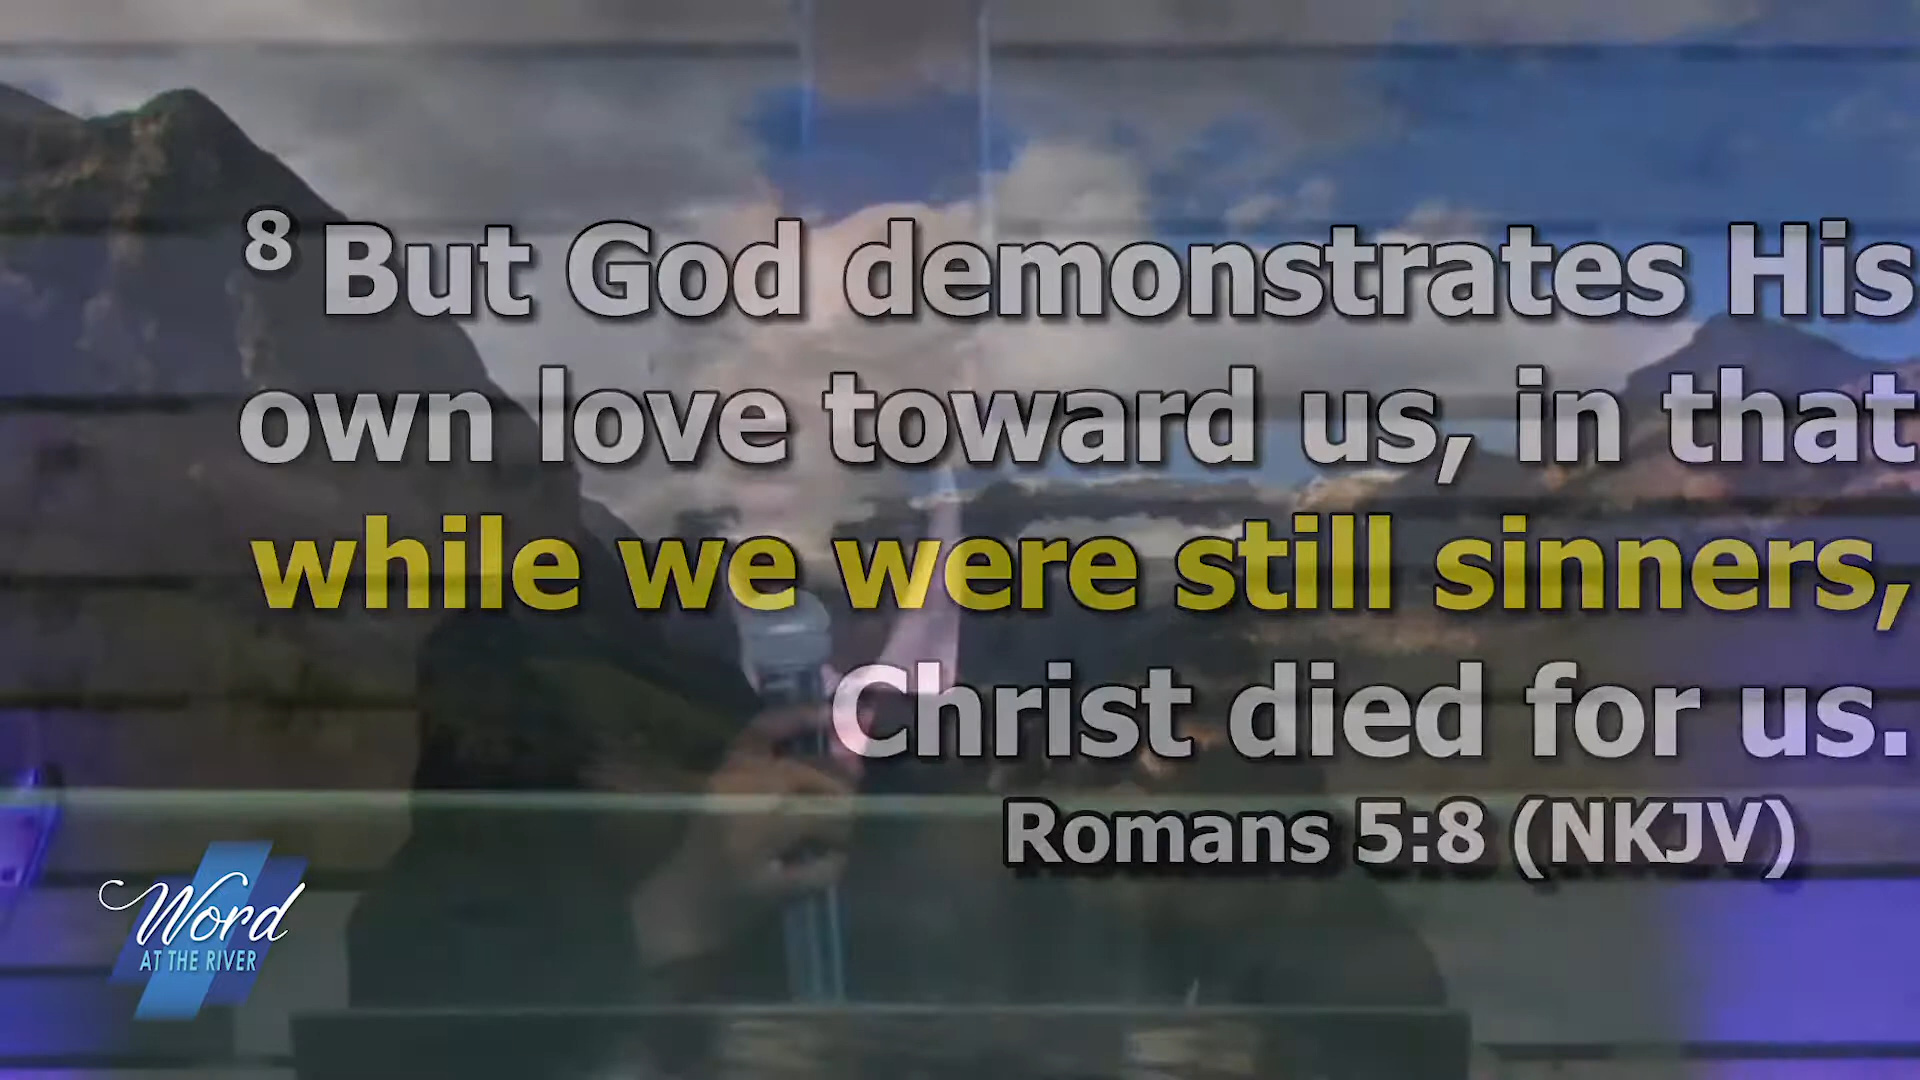 8 But God demonstrates His
own love toward us, in that
while we were still sinners,
Christ died for us.
Romans 5:8 (NKJV)
Word
AT THE RIVER